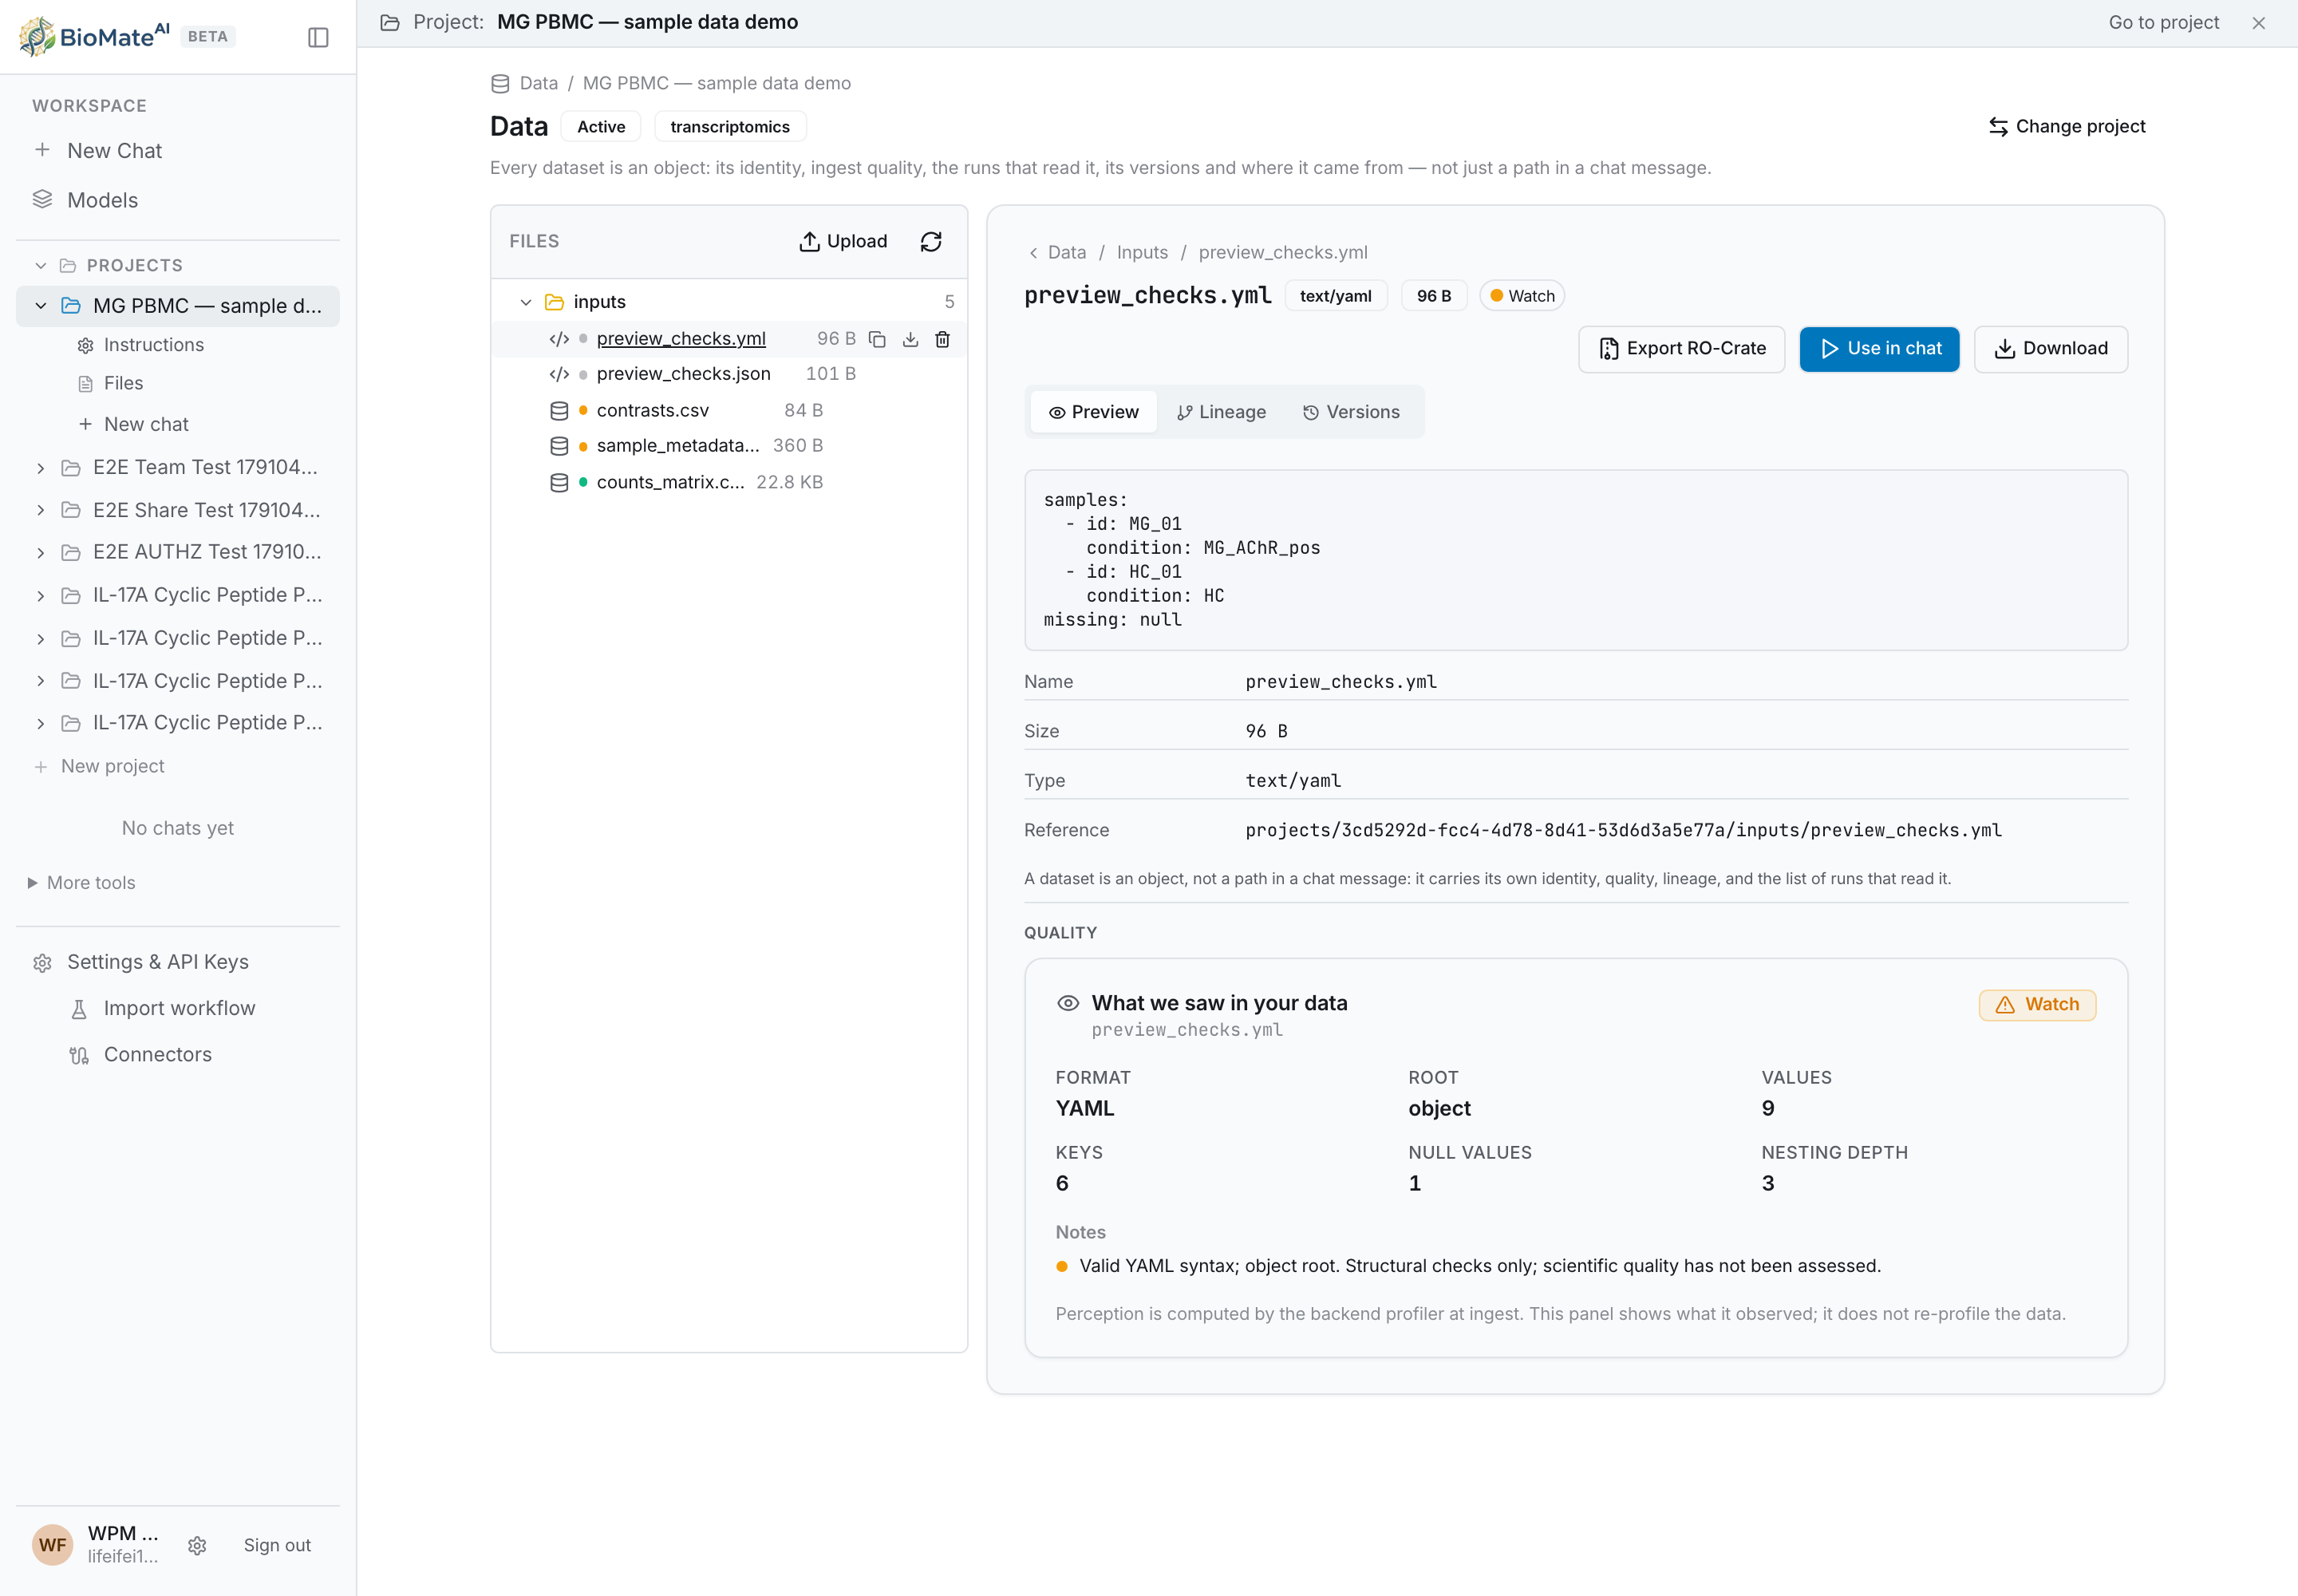 BioMate AI BETA
WORKSPACE
New Chat
Models
PROJECTS
MG PBMC — sample d...
Instructions
Files
New chat
E2E Team Test 179104...
E2E Share Test 179104...
E2E AUTHZ Test 17910...
IL-17A Cyclic Peptide P...
IL-17A Cyclic Peptide P...
IL-17A Cyclic Peptide P...
IL-17A Cyclic Peptide P...
New project
No chats yet
More tools
Settings & API Keys
Import workflow
Connectors
WF
WPM ...
lifeifei1...
Sign out
Project: MG PBMC — sample data demo
Go to project
Data / MG PBMC — sample data demo
Data Active transcriptomics
Change project
Every dataset is an object: its identity, ingest quality, the runs that read it, its versions and where it came from — not just a path in a chat message.
FILES Upload
inputs 5
preview_checks.yml 96 B
preview_checks.json 101 B
contrasts.csv 84 B
sample_metadata... 360 B
counts_matrix.c... 22.8 KB
Data / Inputs / preview_checks.yml
preview_checks.yml text/yaml 96 B Watch
Export RO-Crate Use in chat Download
Preview Lineage Versions
samples:
- id: MG_01
condition: MG_AChR_pos
- id: HC_01
condition: HC
missing: null
Name preview_checks.yml
Size 96 B
Type text/yaml
Reference projects/3cd5292d-fcc4-4d78-8d41-53d6d3a5e77a/inputs/preview_checks.yml
A dataset is an object, not a path in a chat message: it carries its own identity, quality, lineage, and the list of runs that read it.
QUALITY
What we saw in your data
preview_checks.yml
Watch
FORMAT ROOT VALUES
YAML object 9
KEYS NULL VALUES NESTING DEPTH
6 1 3
Notes
Valid YAML syntax; object root. Structural checks only; scientific quality has not been assessed.
Perception is computed by the backend profiler at ingest. This panel shows what it observed; it does not re-profile the data.